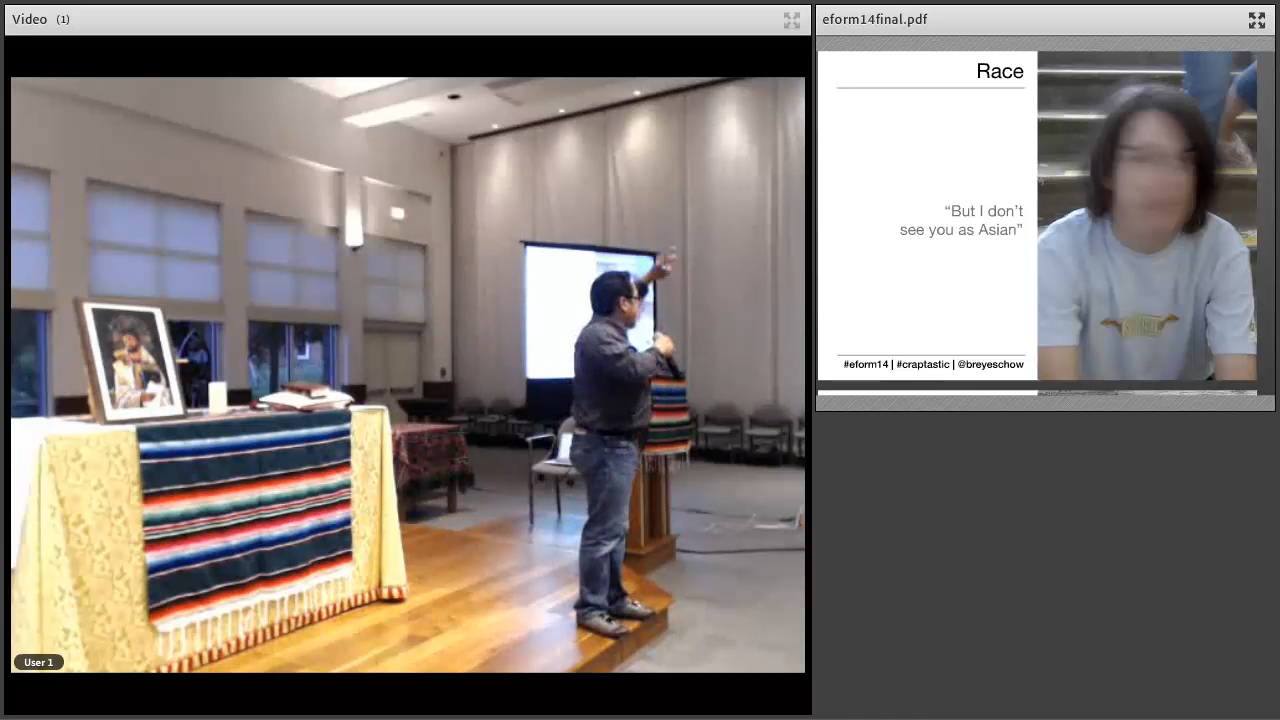 Video (1)
eform14final.pdf
Race
“But I don’t
see you as Asian”
#eform14 | #craptastic | @breyeschow
User 1